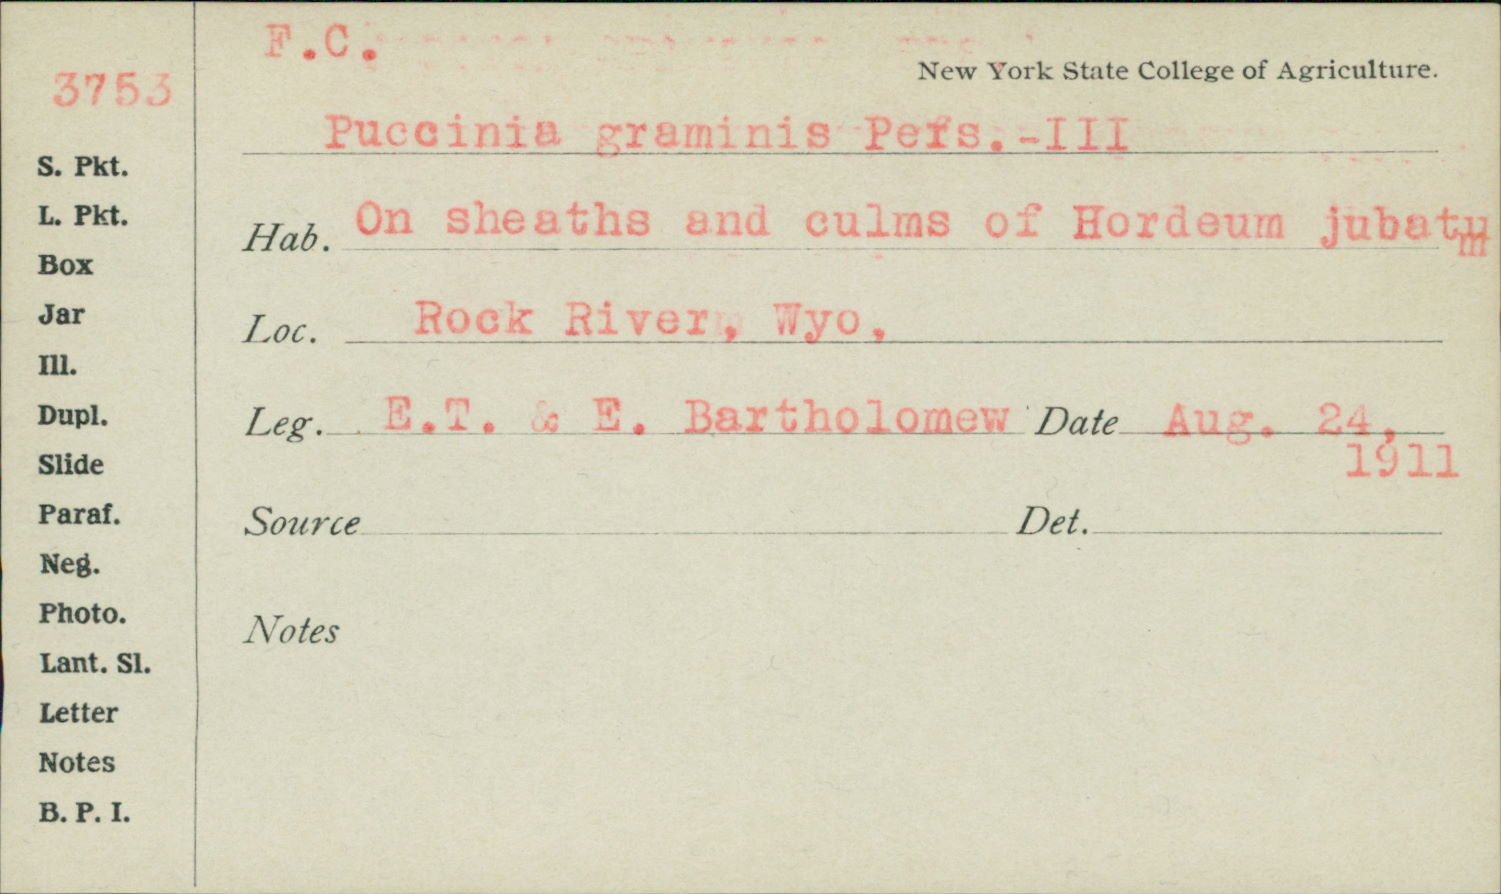 F.C.
New York State College of Agriculture.
3753
Puccinia graminis Pers.-III
S. Pkt.
L. Pkt.
Box
Jar
Ill.
Dupl.
Slide
Paraf.
Neg.
Photo.
Lant. Sl.
Letter
Notes
B. P. I.
Hab. On sheaths and culms of Hordeum jubatum
Loc. Rock River, Wyo.
Leg. E.T. & E. Bartholomew Date Aug. 24,
1911
Source Det.
Notes